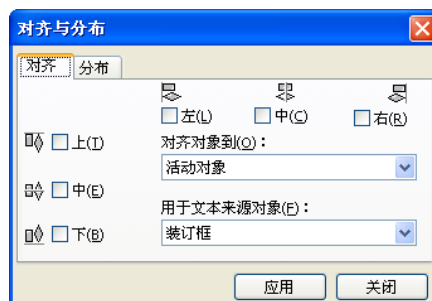 对齐与分布
对齐 分布
左(L) 中(C) 右(R)
上(T) 对齐对象到(O)：
活动对象
中(E)
用于文本来源对象(F)：
下(B) 装订框
应用 关闭